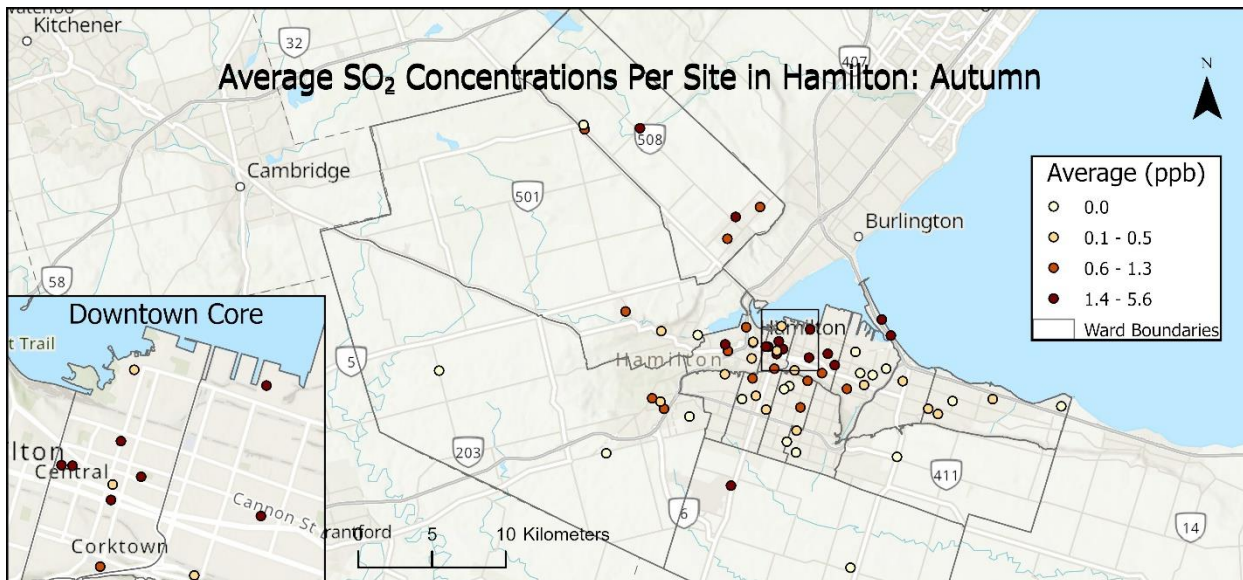 Kitchener
32
407
Average SO₂ Concentrations Per Site in Hamilton: Autumn
N
508
Cambridge
501
Burlington
Average (ppb)
0.0
0.1 - 0.5
0.6 - 1.3
1.4 - 5.6
Ward Boundaries
58
Downtown Core
t Trail
5
Hamilton
Hamilton
lton
Central
203
411
Cannon St
6
14
rantford
0 5 10 Kilometers
Corktown